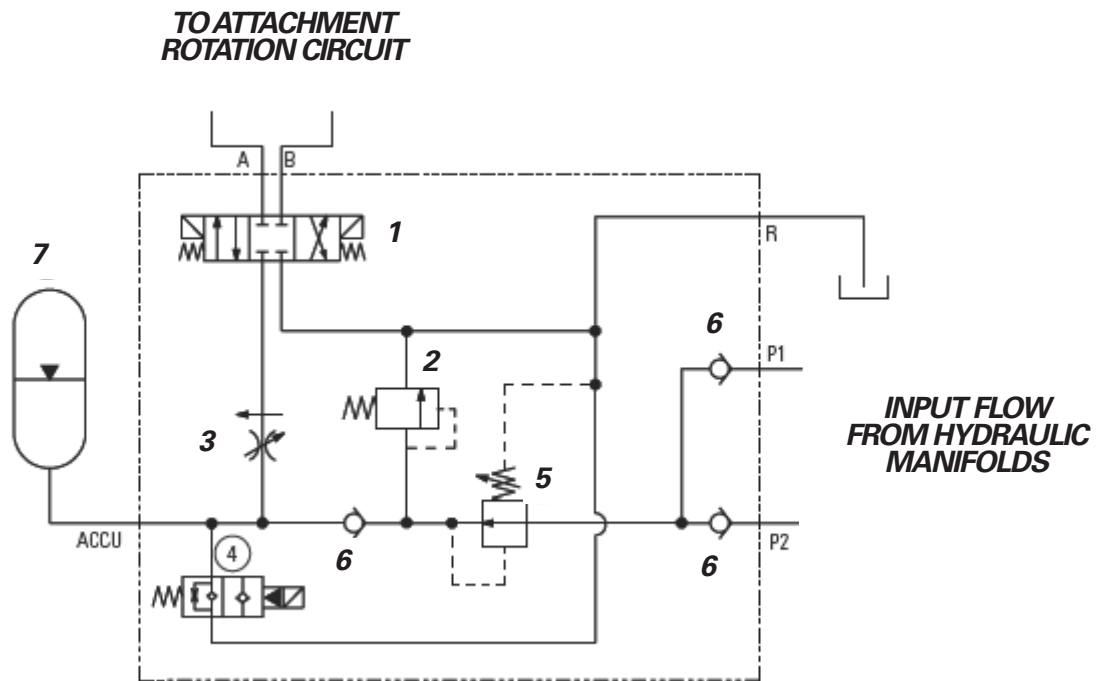 TO ATTACHMENT
ROTATION CIRCUIT
A
B
1
R
7
6
P1
2
INPUT FLOW
FROM HYDRAULIC
MANIFOLDS
3
5
ACCU
4
6
6
P2